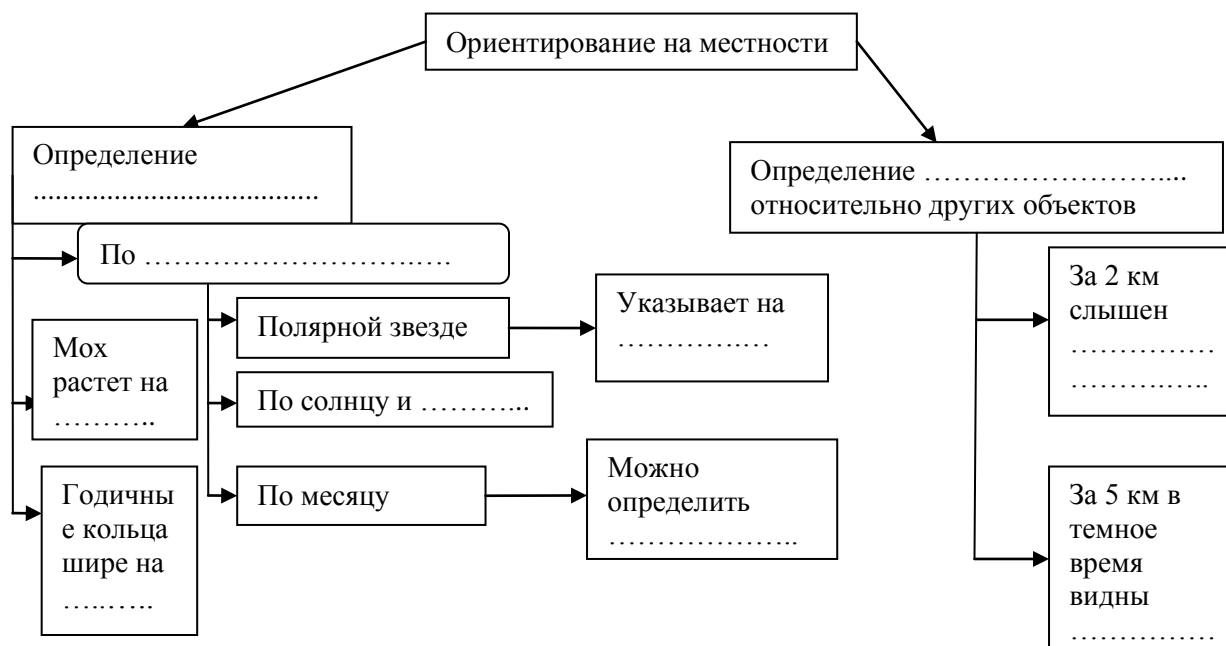 Ориентирование на местности
Определение
......................................
Определение ……………………....
относительно других объектов
По ……………………….….
Полярной звезде
Указывает на
………….…
За 2 км
слышен
……………
……….…..
Мох
растет на
………..
По солнцу и ………...
По месяцу
Можно
определить
………………..
Годичны
е кольца
шире на
….…..
За 5 км в
темное
время
видны
……………